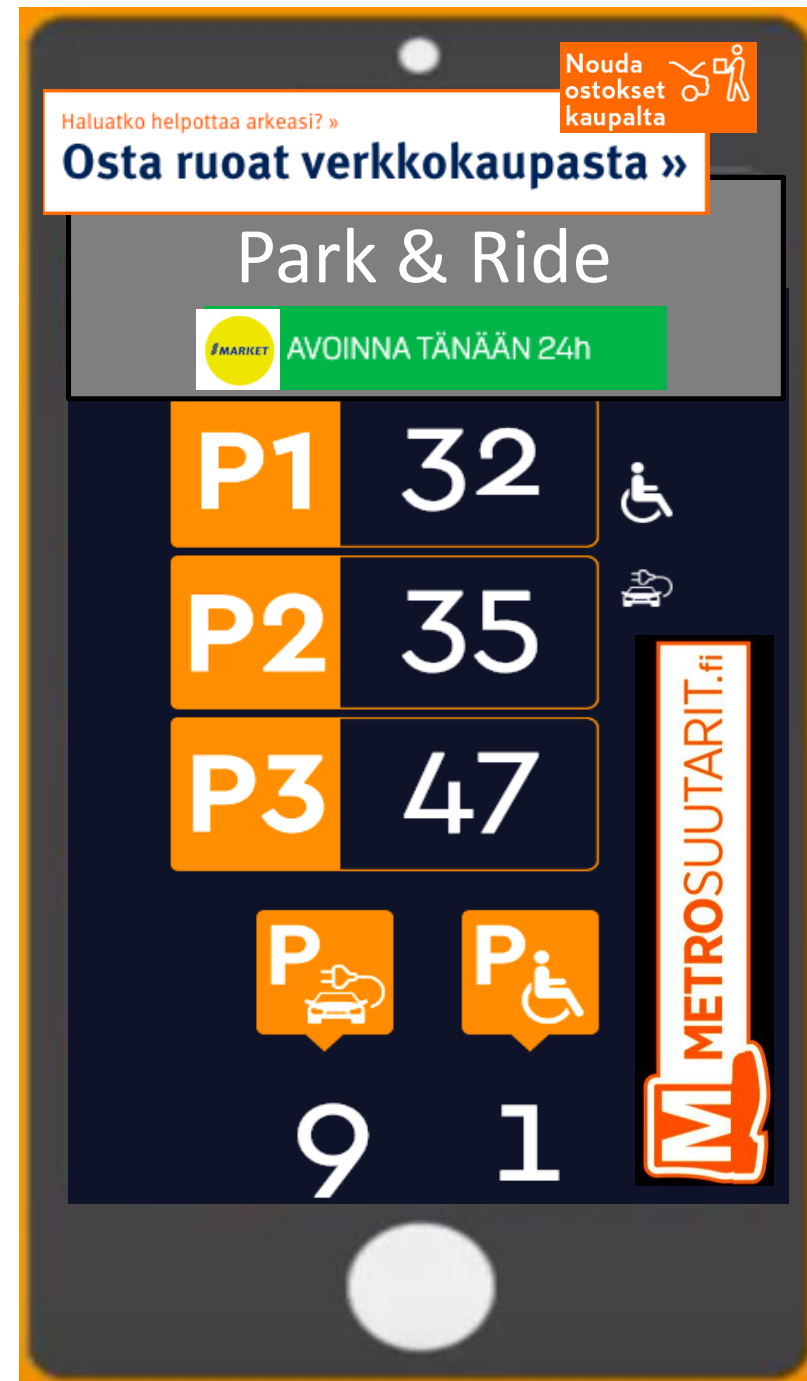 Nouda
ostokset
kaupalta
Haluatko helpottaa arkeasi? »
Osta ruoat verkkokaupasta »
Park & Ride
S MARKET AVOINNA TÄNÄÄN 24h
P1 32
P2 35
P3 47
P P
9 1
M METROSUUTARIT.fi